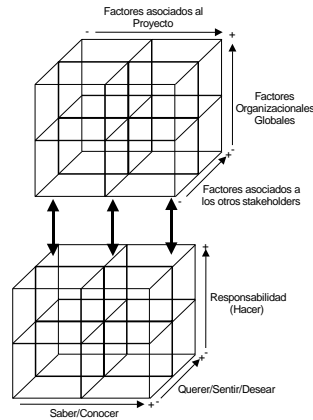 Factores asociados al
Proyecto
- +
Factores
Organizacionales
Globales
- +
Factores asociados a
los otros stakeholders
- +
+
Responsabilidad
(Hacer)
+ -
Querer/Sentir/Desear
- + -
Saber/Conocer